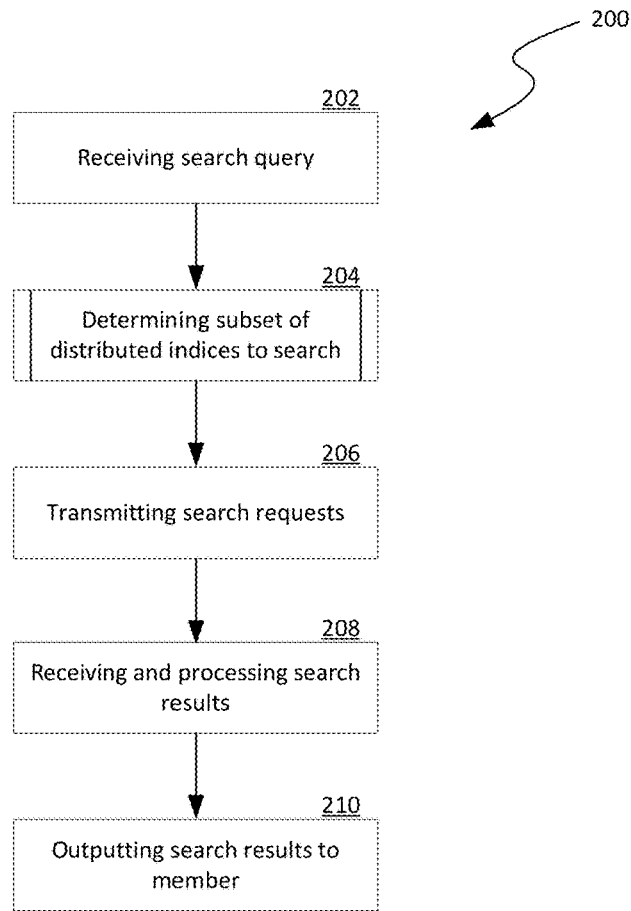 200
202
Receiving search query
204
Determining subset of
distributed indices to search
206
Transmitting search requests
208
Receiving and processing search
results
210
Outputting search results to
member